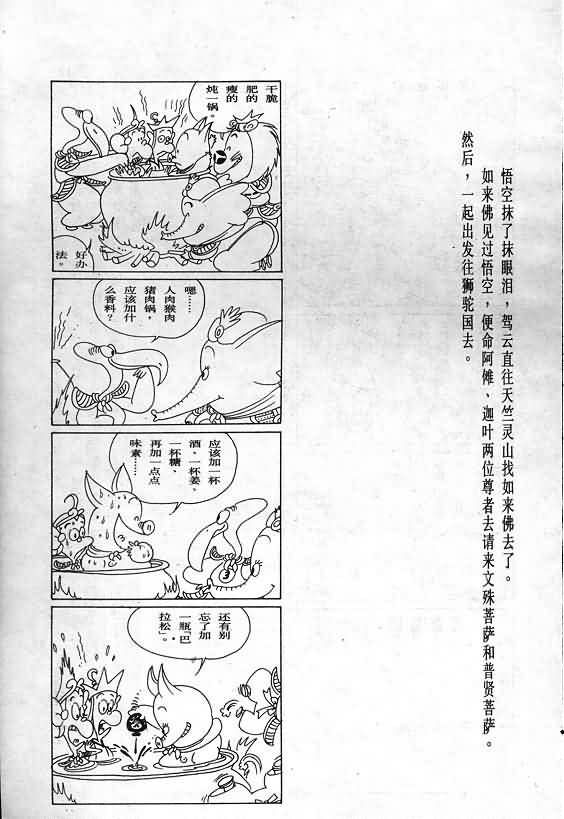 悟空抹了抹眼泪，驾云直往天竺灵山找如来佛去了。
如来佛见过悟空，便命阿傩、迦叶两位尊者去请来文殊菩萨和普贤菩萨。
然后，一起出发往狮驼国去。
干脆
肥的
瘦的
炖一锅。
好办
法。
嗯……
人肉猴肉
猪肉锅，
应该加什
么香料？
应该加一杯
酒、一杯姜、
一杯糖、
再加一点点
味素……
还有别
忘了加
一瓶「巴
拉松」。